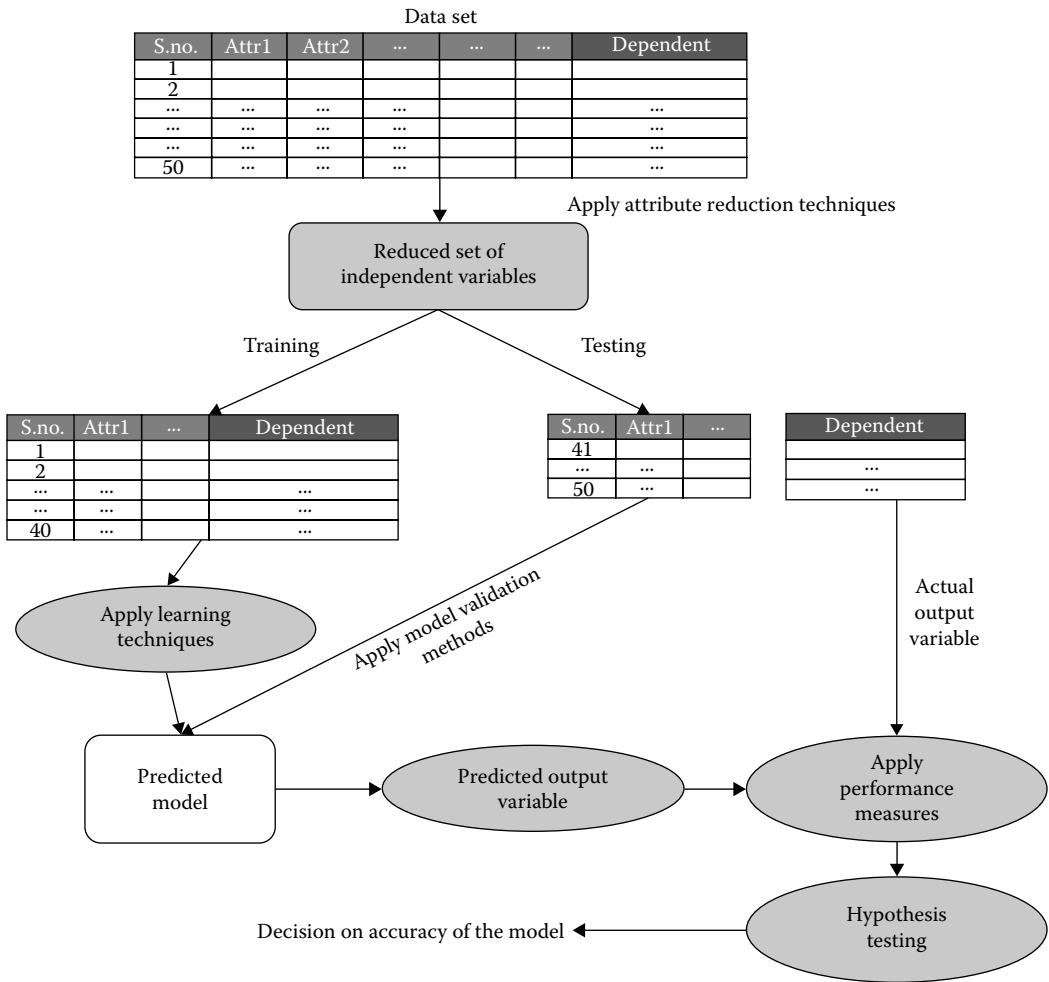 Data set
S.no. Attr1 Attr2 ... ... ... Dependent
1
2
... ... ... ... ...
... ... ... ... ...
... ... ... ... ...
50 ... ... ... ...
Apply attribute reduction techniques
Reduced set of
independent variables
Training
Testing
S.no. Attr1 ... Dependent
1
2
... ... ...
... ... ...
40 ... ...
S.no. Attr1 ...
41
... ...
50 ...
Dependent
...
...
Apply learning
techniques
Apply model validation
methods
Actual
output
variable
Predicted
model
Predicted output
variable
Apply
performance
measures
Hypothesis
testing
Decision on accuracy of the model